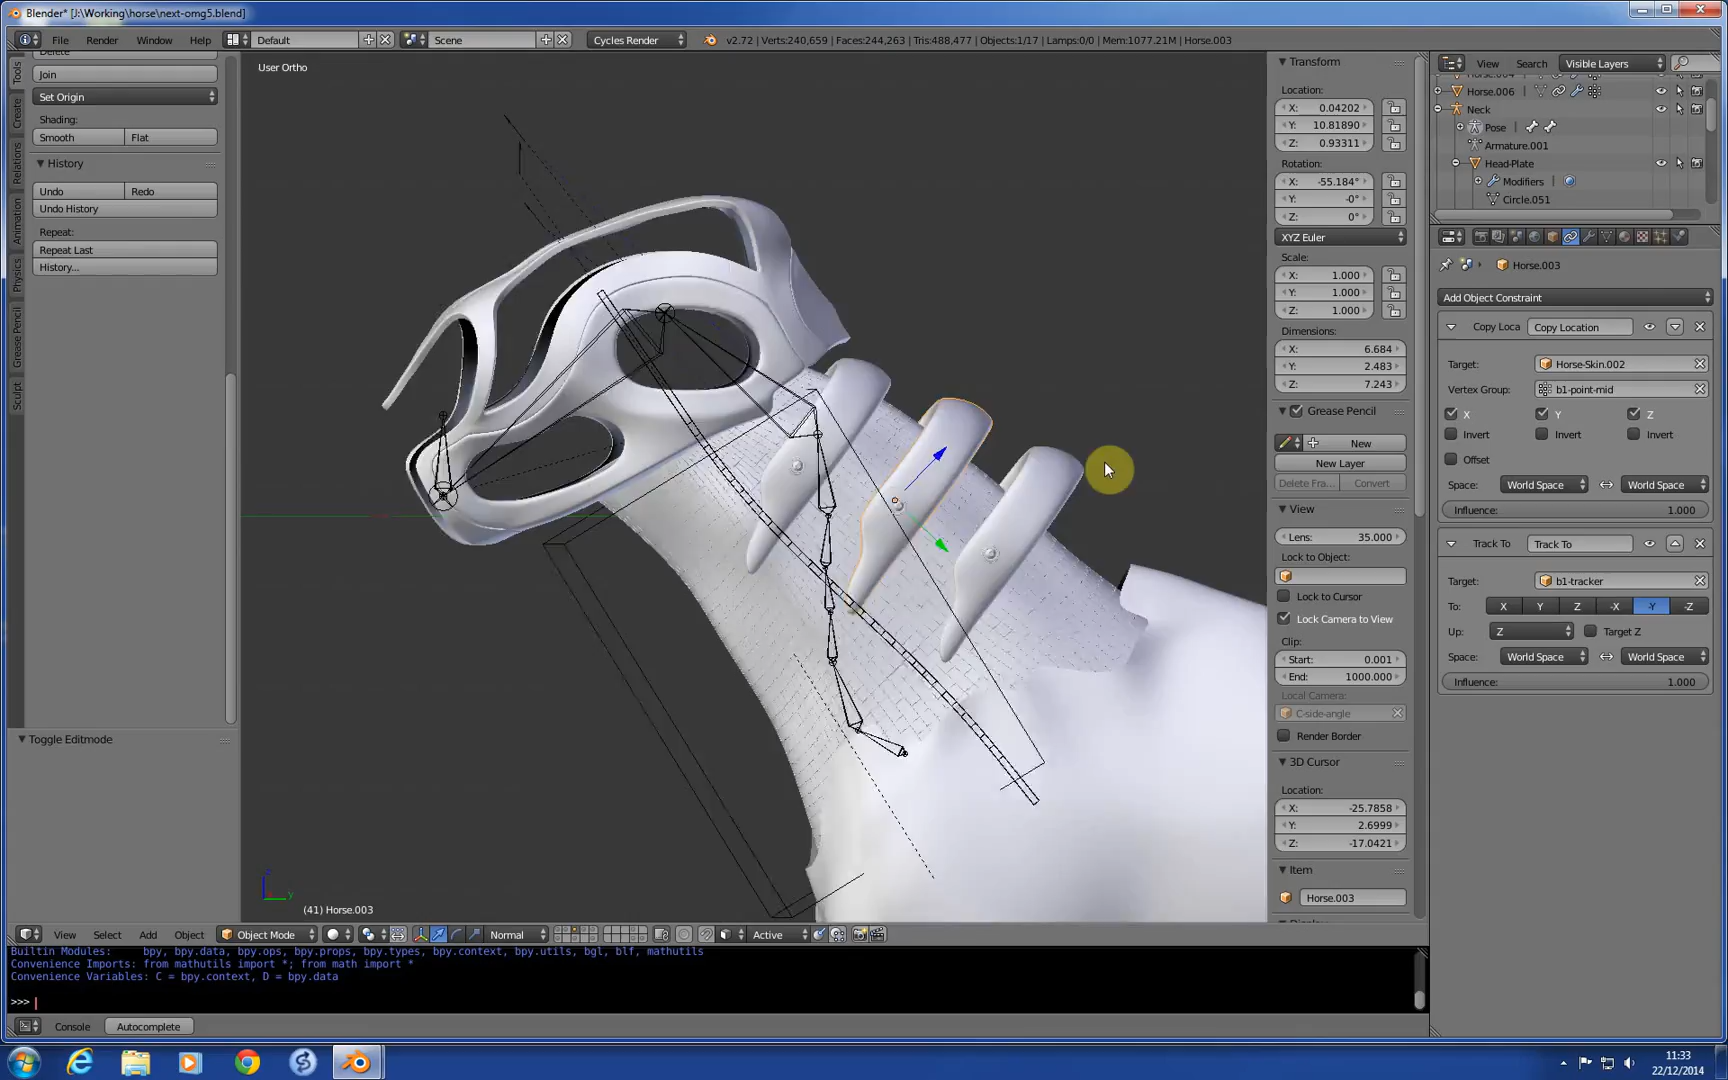 Blender* [J:\Working\horse\next-omg5.blend]
File Render Window Help Default Scene Cycles Render v2.72 | Verts:240,659 | Faces:244,263 | Tris:488,477 | Objects:1/17 | Lamps:0/0 | Mem:1077.21M | Horse.003
Tools
Create
Relations
Animation
Physics
Grease Pencil
Sculpt
Delete
Join
Set Origin
Shading:
Smooth Flat
History
Undo Redo
Undo History
Repeat:
Repeat Last
History...
Toggle Editmode
User Ortho
(41) Horse.003
Transform
Location:
X: 0.04202
Y: 10.81890
Z: 0.93311
Rotation:
X: -55.184°
Y: -0°
Z: 0°
XYZ Euler
Scale:
X: 1.000
Y: 1.000
Z: 1.000
Dimensions:
X: 6.684
Y: 2.483
Z: 7.243
Grease Pencil
New
New Layer
Delete Fra... Convert
View
Lens: 35.000
Lock to Object:
Lock to Cursor
Lock Camera to View
Clip:
Start: 0.001
End: 1000.000
Local Camera:
C-side-angle
Render Border
3D Cursor
Location:
X: -25.7858
Y: 2.6999
Z: -17.0421
Item
Horse.003
View Search Visible Layers
Horse.006
Neck
Pose
Armature.001
Head-Plate
Modifiers
Circle.051
Horse.003
Add Object Constraint
Copy Loca Copy Location
Target: Horse-Skin.002
Vertex Group: b1-point-mid
X Y Z
Invert Invert Invert
Offset
Space: World Space World Space
Influence: 1.000
Track To Track To
Target: b1-tracker
To: X Y Z -X -Y -Z
Up: Z Target Z
Space: World Space World Space
Influence: 1.000
View Select Add Object Object Mode Normal Active
Builtin Modules: bpy, bpy.data, bpy.ops, bpy.props, bpy.types, bpy.context, bpy.utils, bgl, blf, mathutils
Convenience Imports: from mathutils import *; from math import *
Convenience Variables: C = bpy.context, D = bpy.data
>>>
Console Autocomplete
11:33
22/12/2014